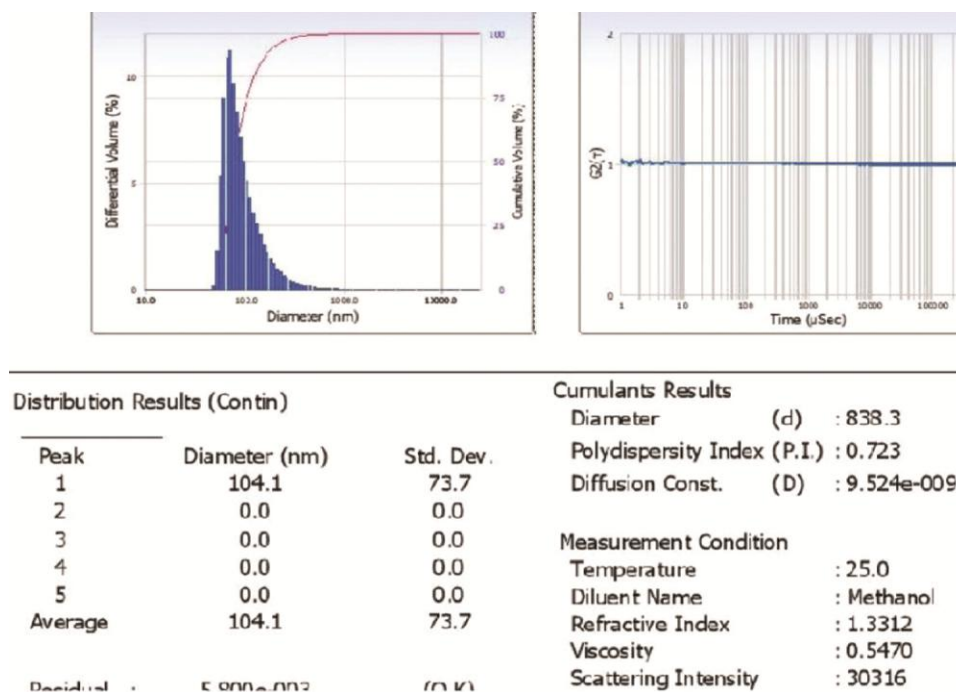 10
5
0
Differential Volume (%)
100
75
50
25
0
Cumulative Volume (%)
10.0
1000.0
10000.0
Diameter (nm)
2
1
0
G2(τ)
1
10
100
1000
10000
100000
Time (µSec)
Distribution Results (Contin)
Peak Diameter (nm) Std. Dev.
1 104.1 73.7
2 0.0 0.0
3 0.0 0.0
4 0.0 0.0
5 0.0 0.0
Average 104.1 73.7
Residual : 5.800e-003 (O.K)
Cumulants Results
Diameter (d) : 838.3
Polydispersity Index (P.I.) : 0.723
Diffusion Const. (D) : 9.524e-009
Measurement Condition
Temperature : 25.0
Diluent Name : Methanol
Refractive Index : 1.3312
Viscosity : 0.5470
Scattering Intensity : 30316